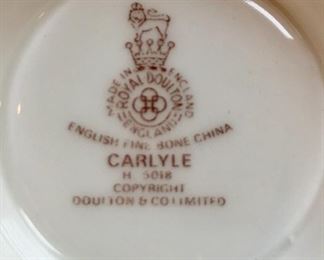 MADE IN ENGLAND
ROYAL DOULTON
ENGLAND
ENGLISH FINE BONE CHINA
CARLYLE
H. 5018
COPYRIGHT
DOULTON & CO LIMITED